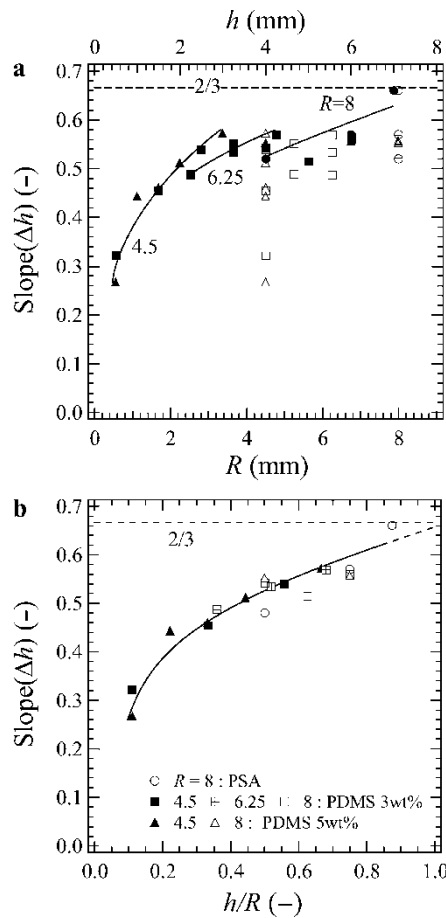 h (mm)
0 1 2 3 4 5 6 7 8
a
0.7
0.6
0.5
0.4
0.3
0.2
0.1
0.0
Slope(Δh) (−)
2/3
R=8
6.25
4.5
0 2 4 6 8
R (mm)
b
0.7
0.6
0.5
0.4
0.3
0.2
0.1
0.0
Slope(Δh) (−)
2/3
R = 8 : PSA
4.5 6.25 8 : PDMS 3wt%
4.5 8 : PDMS 5wt%
0.0 0.2 0.4 0.6 0.8 1.0
h/R (−)